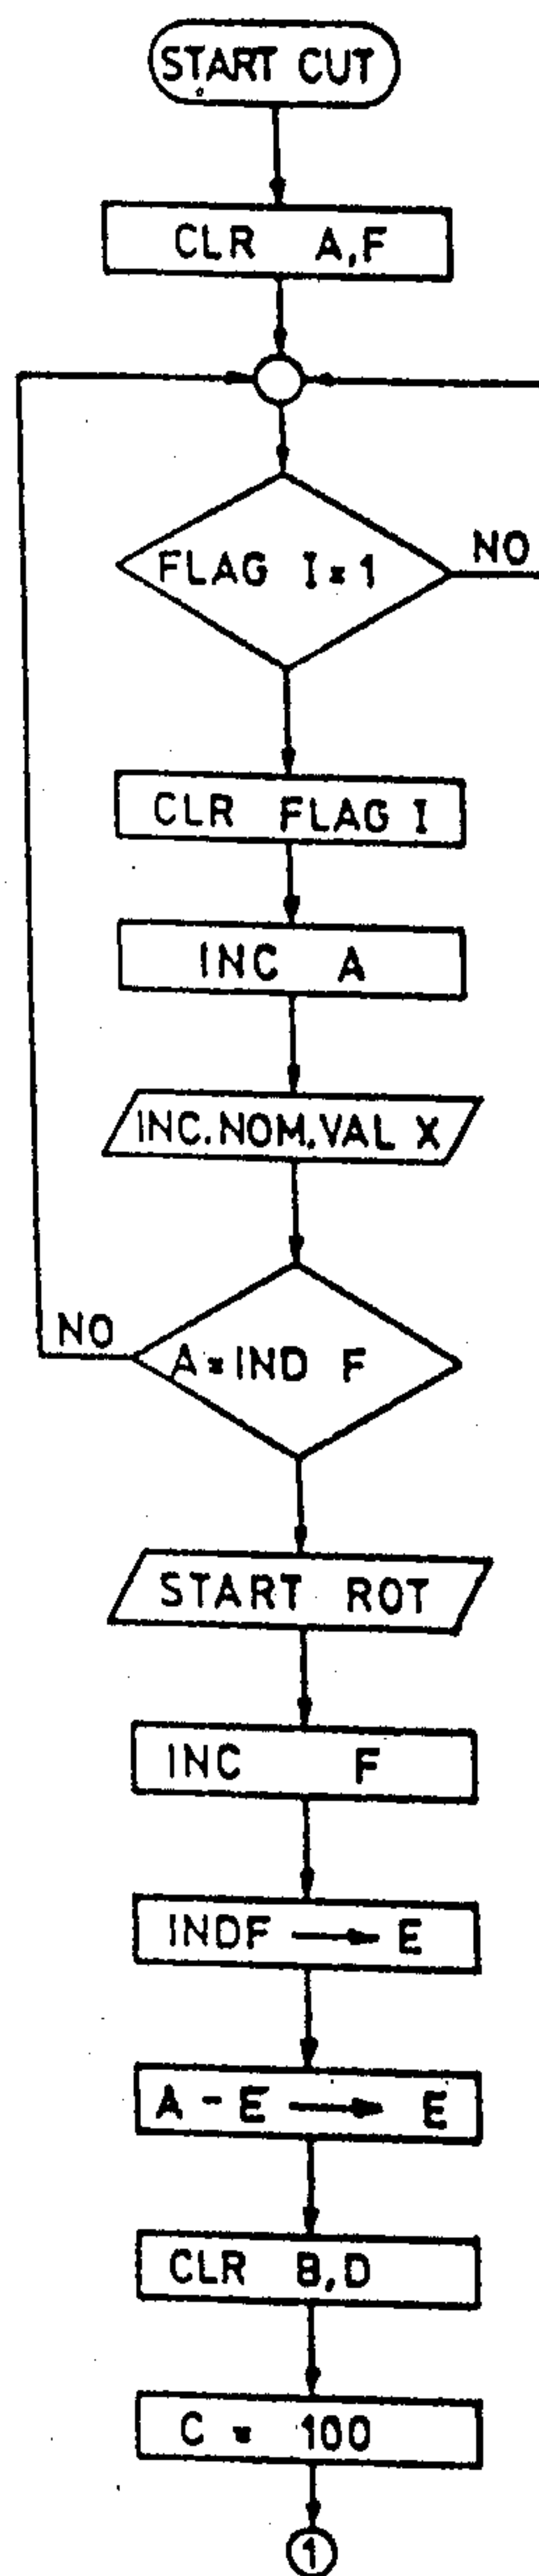 START CUT
CLR A,F
FLAG I = 1
NO
CLR FLAG I
INC A
INC.NOM.VAL X
NO
A = IND F
START ROT
INC F
INDF → E
A - E → E
CLR B,D
C = 100
1